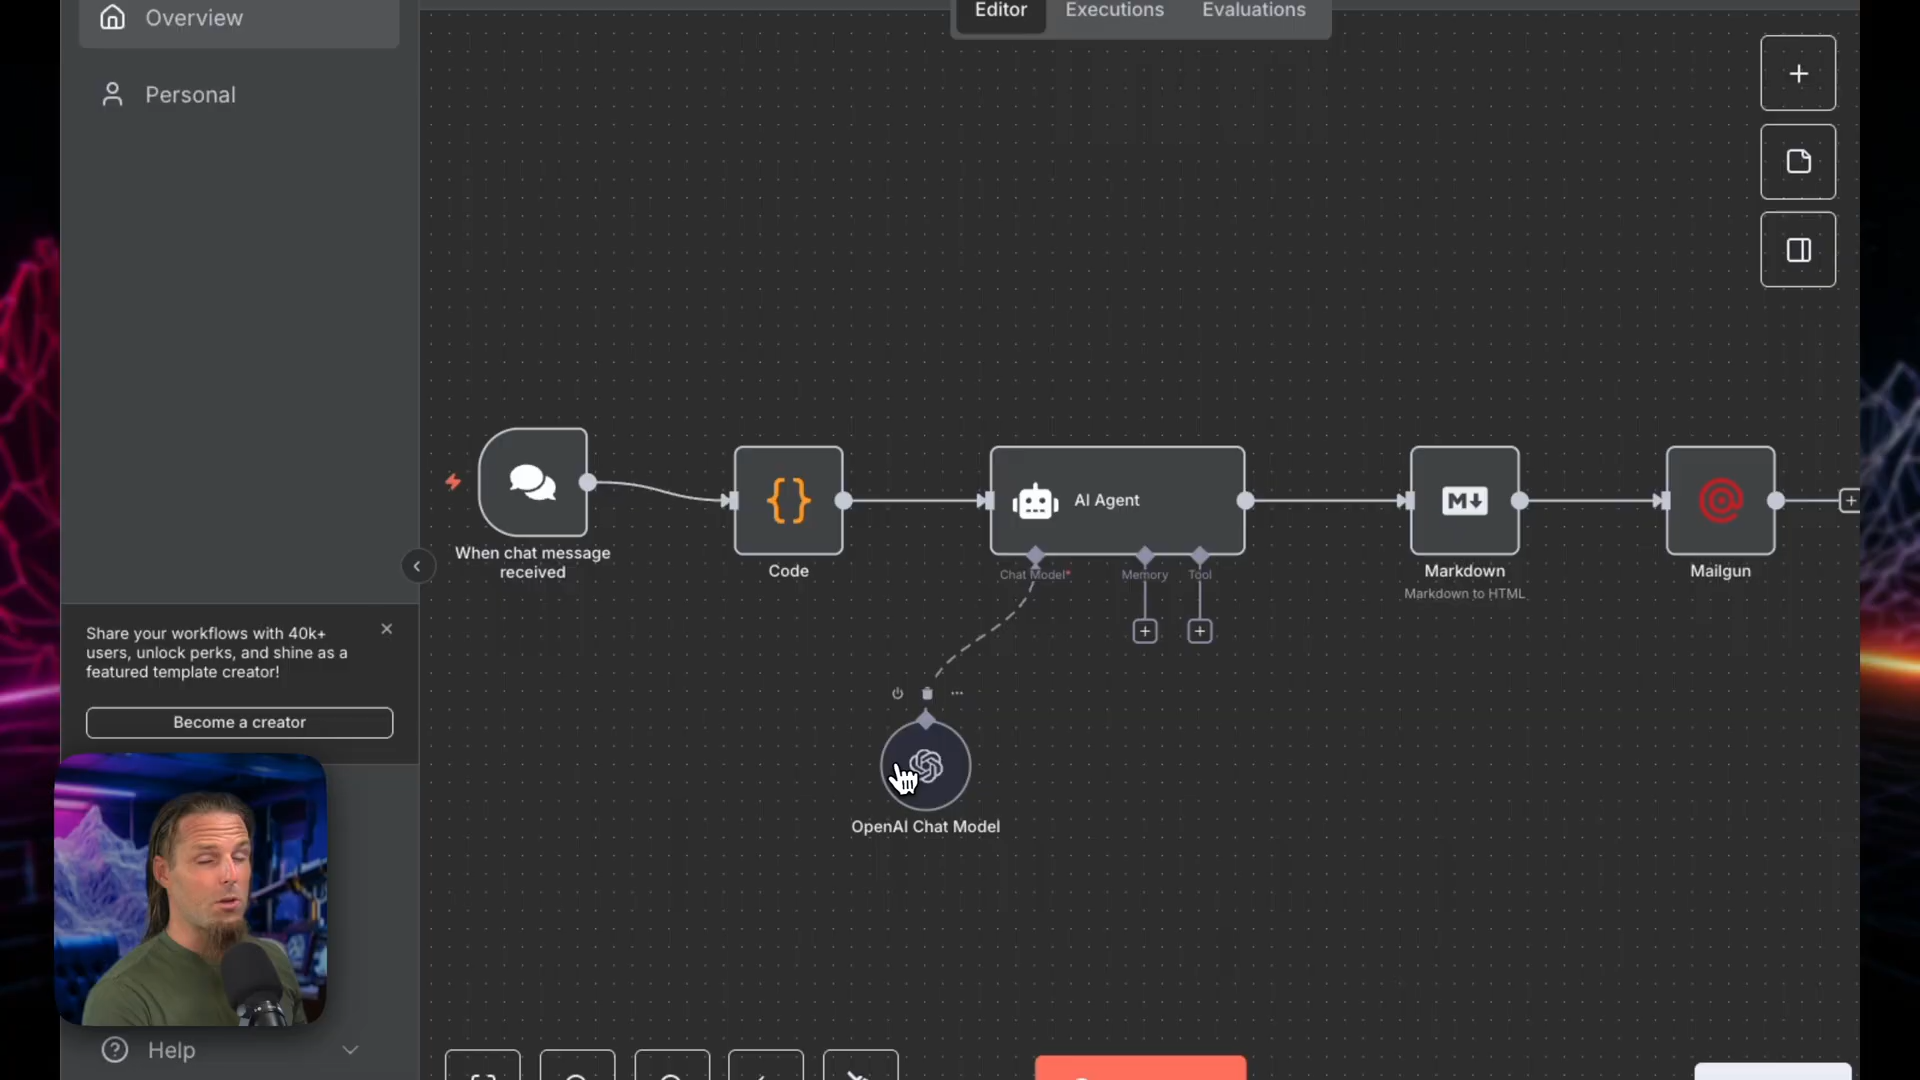 Overview
Personal
Editor
Executions
Evaluations
When chat message
received
Code
AI Agent
Chat Model*
Memory
Tool
M
Markdown
Markdown to HTML
Mailgun
OpenAI Chat Model
Share your workflows with 40k+
users, unlock perks, and shine as a
featured template creator!
Become a creator
Help